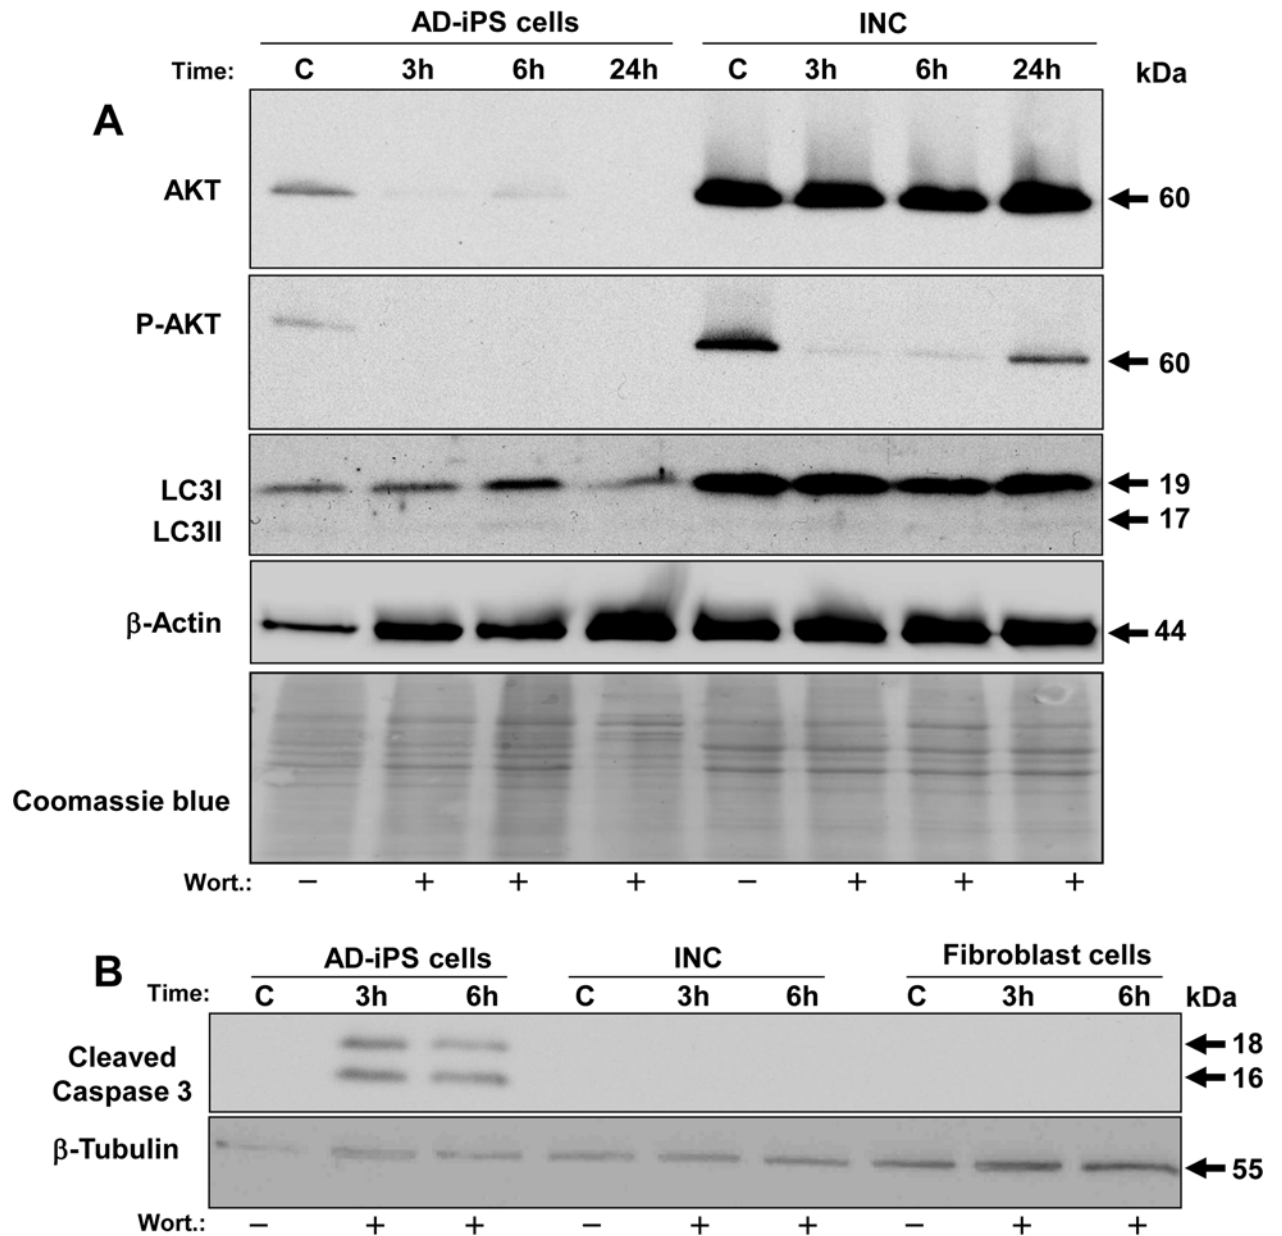 AD-iPS cells INC
Time: C 3h 6h 24h C 3h 6h 24h kDa
A
AKT 60
P-AKT 60
LC3I 19
LC3II 17
β-Actin 44
Coomassie blue
Wort.: − + + + − + + +
B AD-iPS cells INC Fibroblast cells
Time: C 3h 6h C 3h 6h C 3h 6h kDa
Cleaved 18
Caspase 3 16
β-Tubulin 55
Wort.: − + + − + + − + +